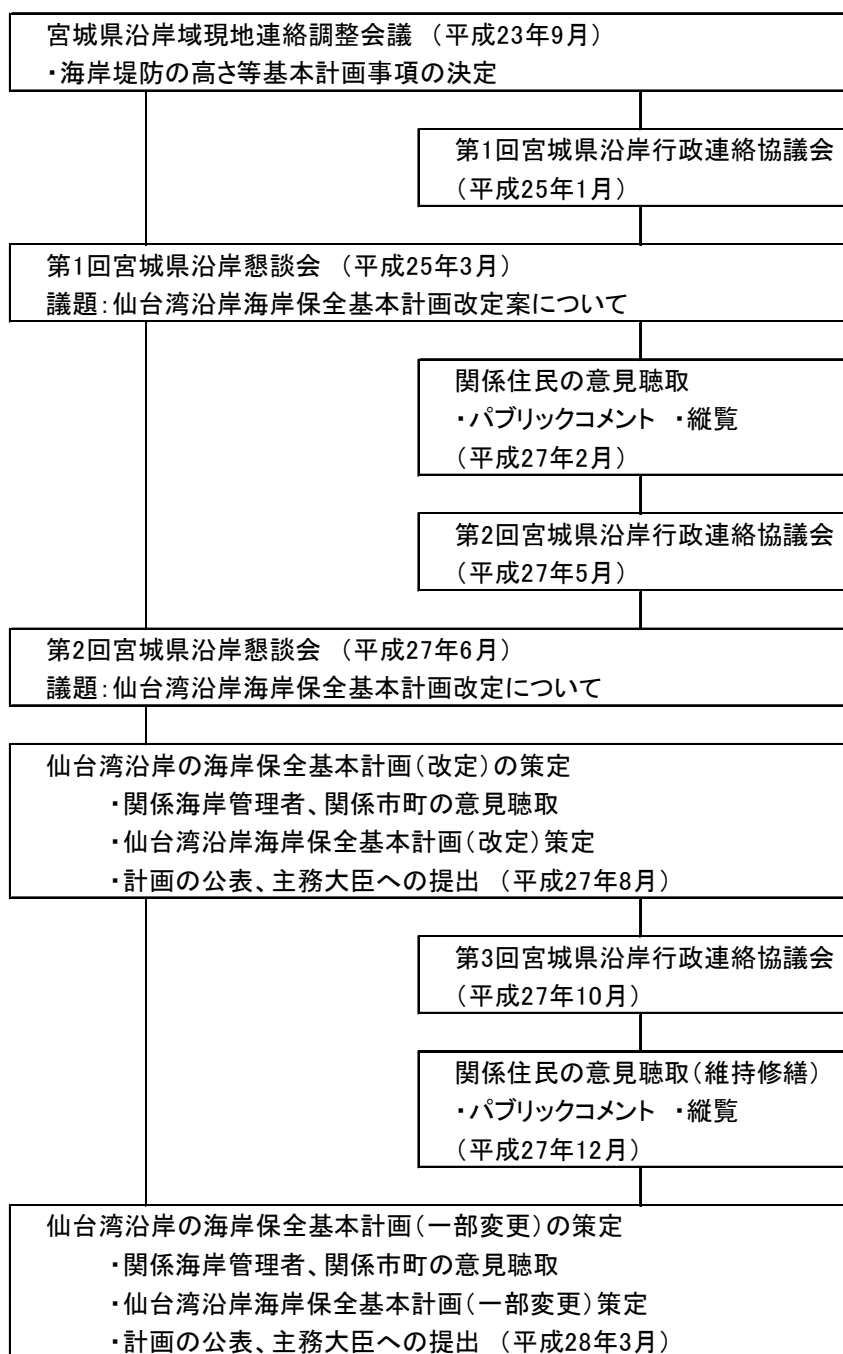 宮城県沿岸域現地連絡調整会議 （平成23年9月）
・海岸堤防の高さ等基本計画事項の決定
第1回宮城県沿岸行政連絡協議会
（平成25年1月）
第1回宮城県沿岸懇談会 （平成25年3月）
議題：仙台湾沿岸海岸保全基本計画改定案について
関係住民の意見聴取
・パブリックコメント ・縦覧
（平成27年2月）
第2回宮城県沿岸行政連絡協議会
（平成27年5月）
第2回宮城県沿岸懇談会 （平成27年6月）
議題：仙台湾沿岸海岸保全基本計画改定について
仙台湾沿岸の海岸保全基本計画（改定）の策定
・関係海岸管理者、関係市町の意見聴取
・仙台湾沿岸海岸保全基本計画（改定）策定
・計画の公表、主務大臣への提出 （平成27年8月）
第3回宮城県沿岸行政連絡協議会
（平成27年10月）
関係住民の意見聴取（維持修繕）
・パブリックコメント ・縦覧
（平成27年12月）
仙台湾沿岸の海岸保全基本計画（一部変更）の策定
・関係海岸管理者、関係市町の意見聴取
・仙台湾沿岸海岸保全基本計画（一部変更）策定
・計画の公表、主務大臣への提出 （平成28年3月）